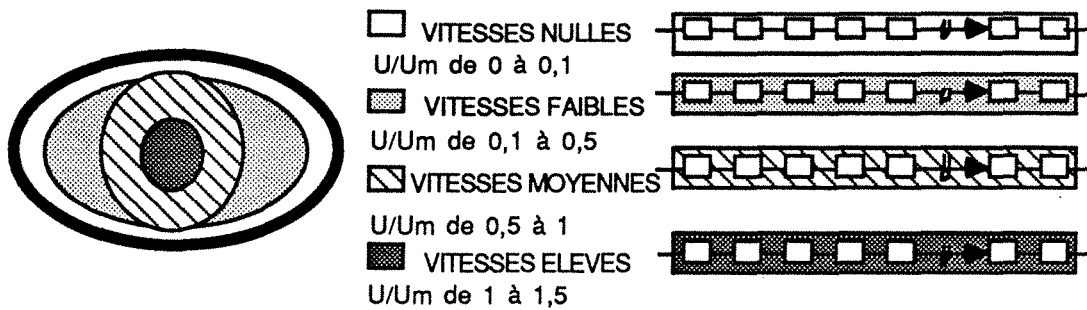 VITESSES NULLES
U/Um de 0 à 0,1
VITESSES FAIBLES
U/Um de 0,1 à 0,5
VITESSES MOYENNES
U/Um de 0,5 à 1
VITESSES ELEVES
U/Um de 1 à 1,5